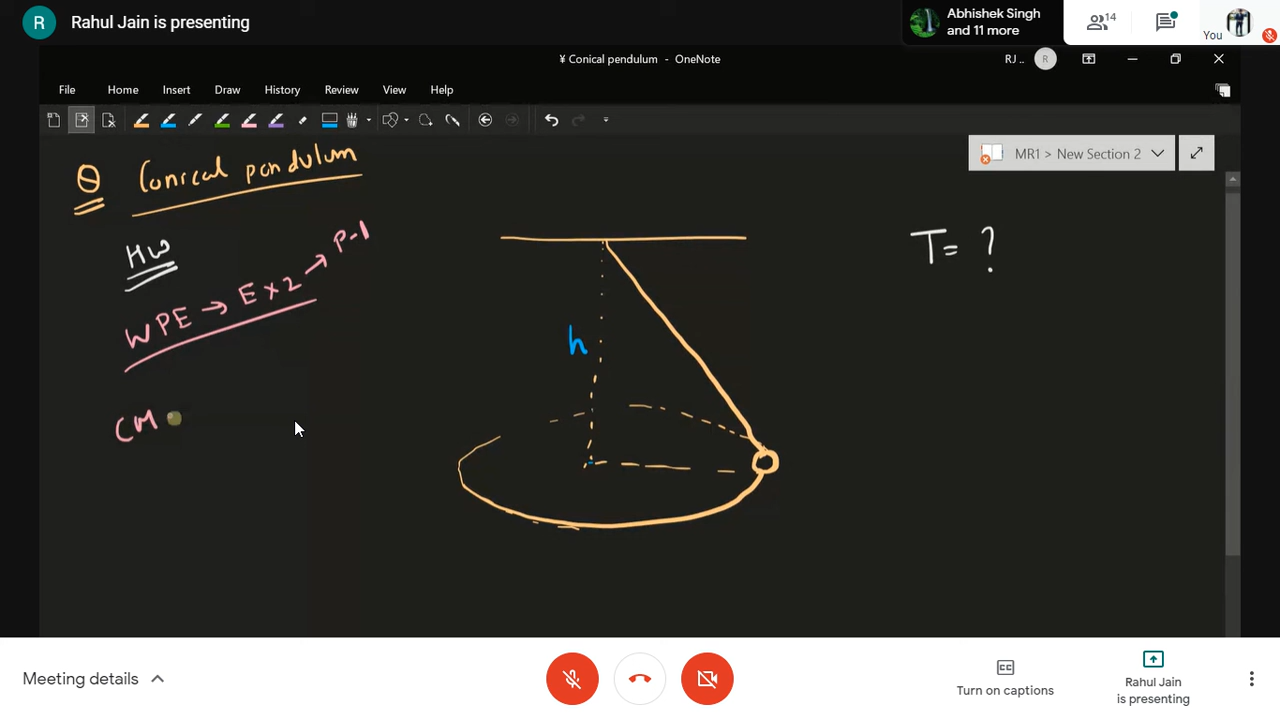 R Rahul Jain is presenting
Abhishek Singh
and 11 more
14
You
¥ Conical pendulum - OneNote
RJ ..
R
File Home Insert Draw History Review View Help
MR1 > New Section 2
Q Conical pendulum
HW
WPE → Ex2 → P-1
CM
h
T = ?
Meeting details
Turn on captions
Rahul Jain
is presenting